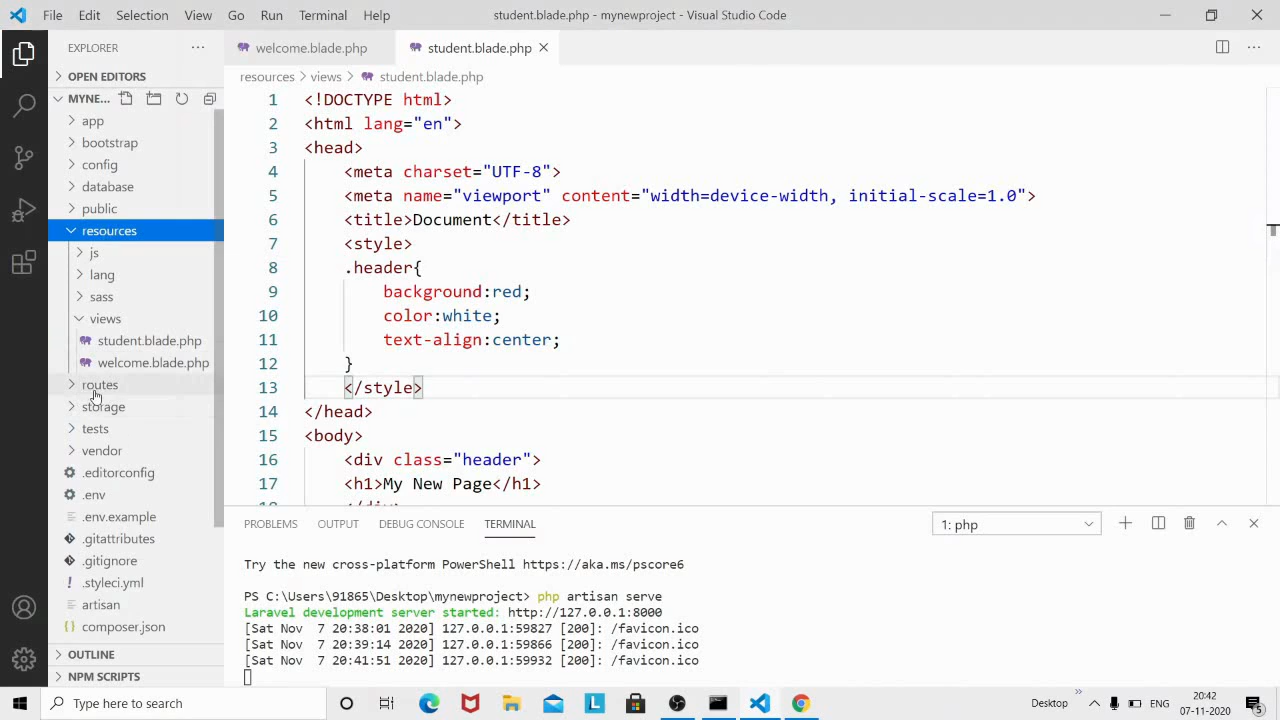 File Edit Selection View Go Run Terminal Help student.blade.php - mynewproject - Visual Studio Code
EXPLORER
OPEN EDITORS
MYNE...
app
bootstrap
config
database
public
resources
js
lang
sass
views
student.blade.php
welcome.blade.php
routes
storage
tests
vendor
.editorconfig
.env
.env.example
.gitattributes
.gitignore
.styleci.yml
artisan
composer.json
OUTLINE
NPM SCRIPTS
welcome.blade.php student.blade.php
resources > views > student.blade.php
1 <!DOCTYPE html>
2 <html lang="en">
3 <head>
4 <meta charset="UTF-8">
5 <meta name="viewport" content="width=device-width, initial-scale=1.0">
6 <title>Document</title>
7 <style>
8 .header{
9 background:red;
10 color:white;
11 text-align:center;
12 }
13 </style>
14 </head>
15 <body>
16 <div class="header">
17 <h1>My New Page</h1>
18 </div>
PROBLEMS OUTPUT DEBUG CONSOLE TERMINAL 1: php
Try the new cross-platform PowerShell https://aka.ms/pscore6
PS C:\Users\91865\Desktop\mynewproject> php artisan serve
Laravel development server started: http://127.0.0.1:8000
[Sat Nov  7 20:38:01 2020] 127.0.0.1:59827 [200]: /favicon.ico
[Sat Nov  7 20:39:14 2020] 127.0.0.1:59866 [200]: /favicon.ico
[Sat Nov  7 20:41:51 2020] 127.0.0.1:59932 [200]: /favicon.ico
Type here to search
Desktop
ENG
20:42
07-11-2020
5